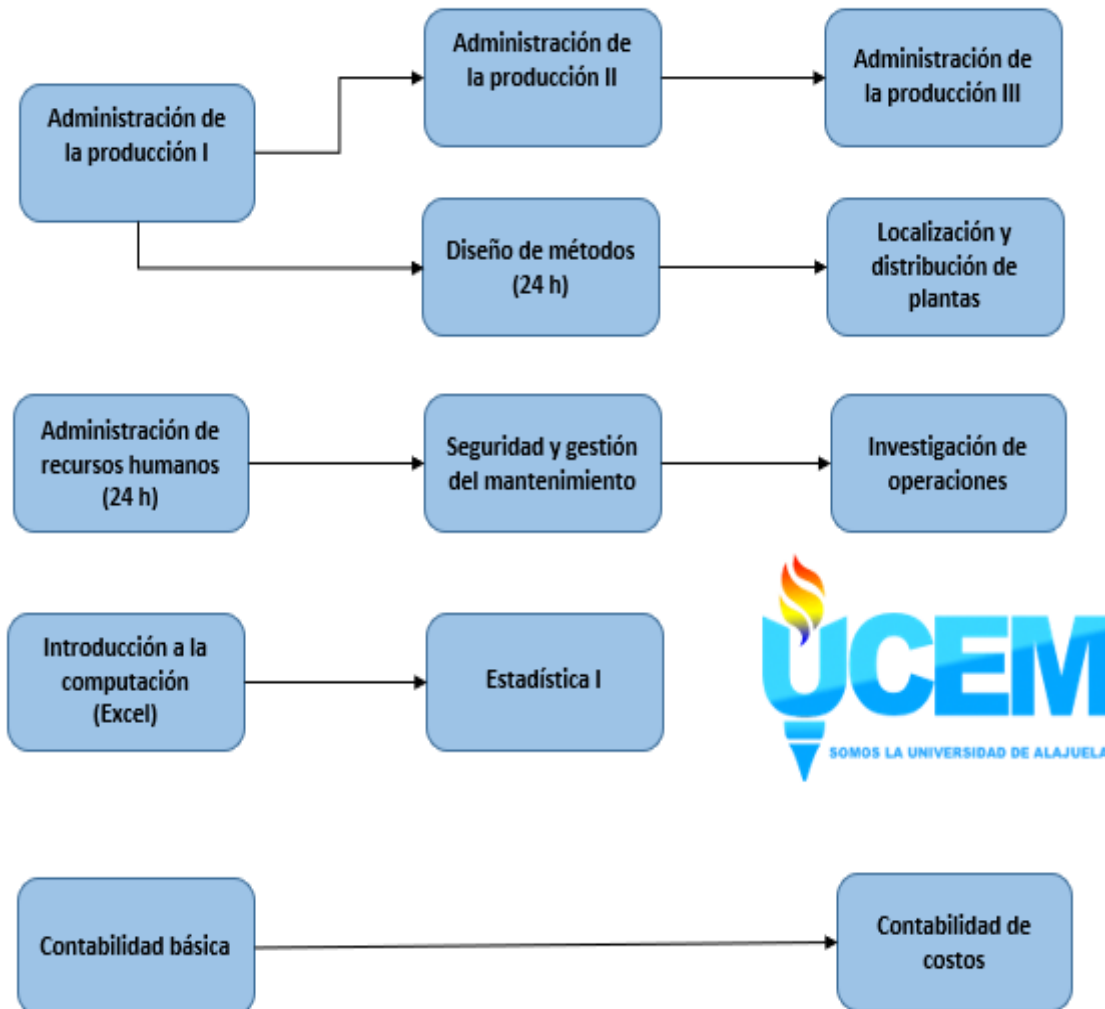 Administración de
la producción I
Administración de
la producción II
Administración de
la producción III
Diseño de métodos
(24 h)
Localización y
distribución de
plantas
Administración de
recursos humanos
(24 h)
Seguridad y gestión
del mantenimiento
Investigación de
operaciones
Introducción a la
computación
(Excel)
Estadística I
UCEM
SOMOS LA UNIVERSIDAD DE ALAJUELA
Contabilidad básica
Contabilidad de
costos